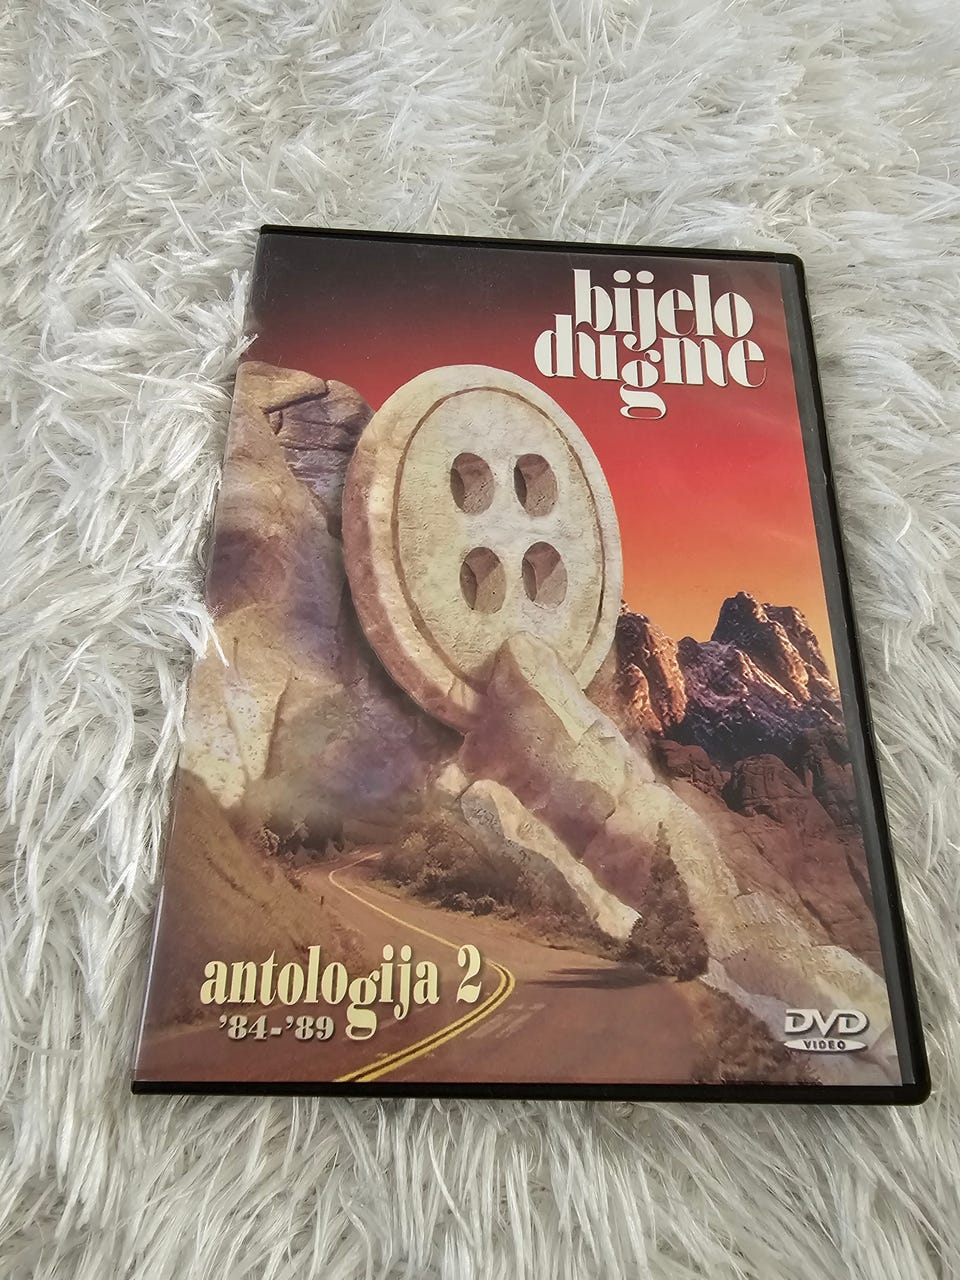 bijelo
dugme
antologija 2
'84-'89
DVD
VIDEO